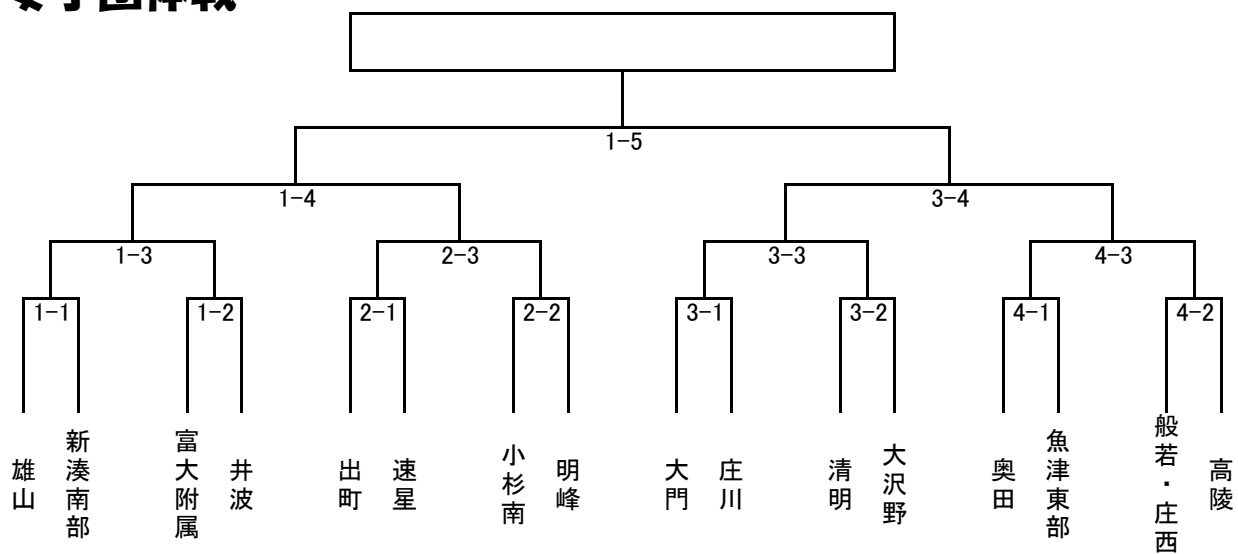 女子団体戦
1-5
1-4
3-4
1-3
2-3
3-3
4-3
1-1
1-2
2-1
2-2
3-1
3-2
4-1
4-2
雄山
新湊南部
富大附属
井波
出町
速星
小杉南
明峰
大門
庄川
清明
大沢野
奥田
魚津東部
般若・庄西
高陵